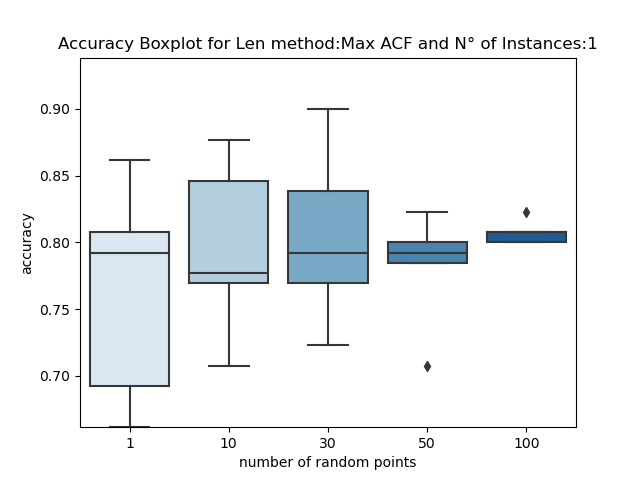 Accuracy Boxplot for Len method:Max ACF and N° of Instances:1
0.90
0.85
0.80
0.75
0.70
accuracy
1 10 30 50 100
number of random points